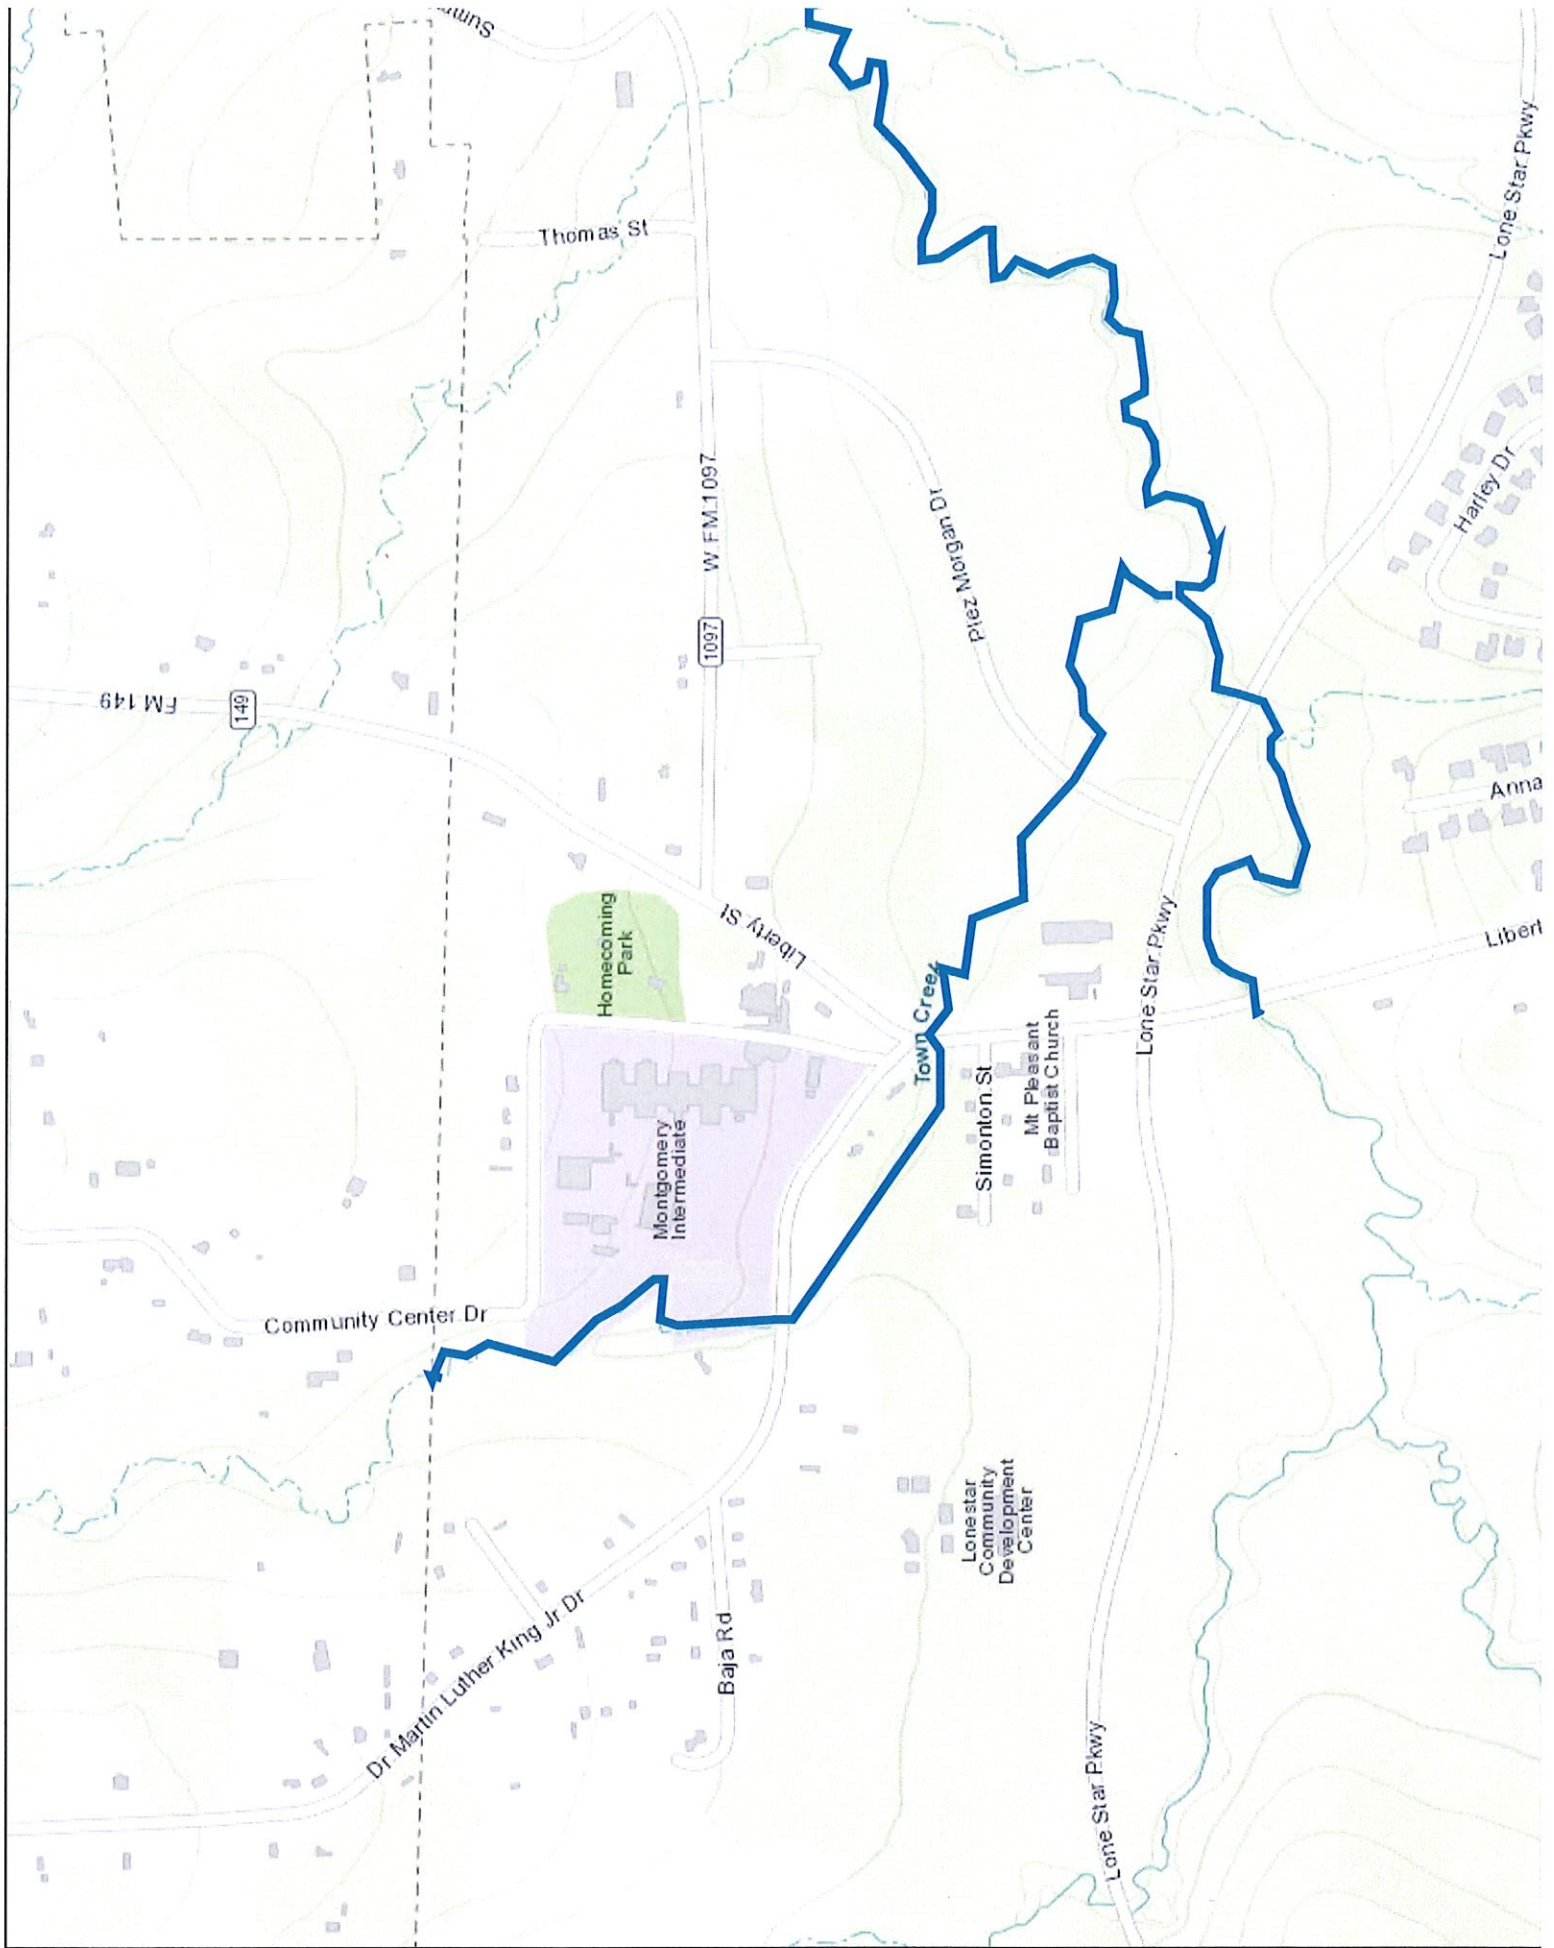 Thomas St
Lone Star Pkwy
W FM 1097
1097
Plez Morgan Dr
Harley Dr
FM 149
149
Anna
Homecoming
Park
Liberty St
Town Creek
Lone Star Pkwy
Mt Pleasant
Baptist Church
Simonton St
Montgomery
Intermediate
Community Center Dr
Lonestar
Community
Development
Center
Dr Martin Luther King Jr Dr
Baja Rd
Lone Star Pkwy